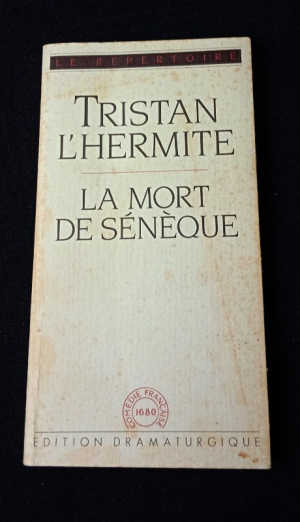 LE RÉPERTOIRE
TRISTAN
L'HERMITE
LA MORT
DE SÉNÈQUE
COMÉDIE FRANÇAISE
1680
ÉDITION DRAMATURGIQUE